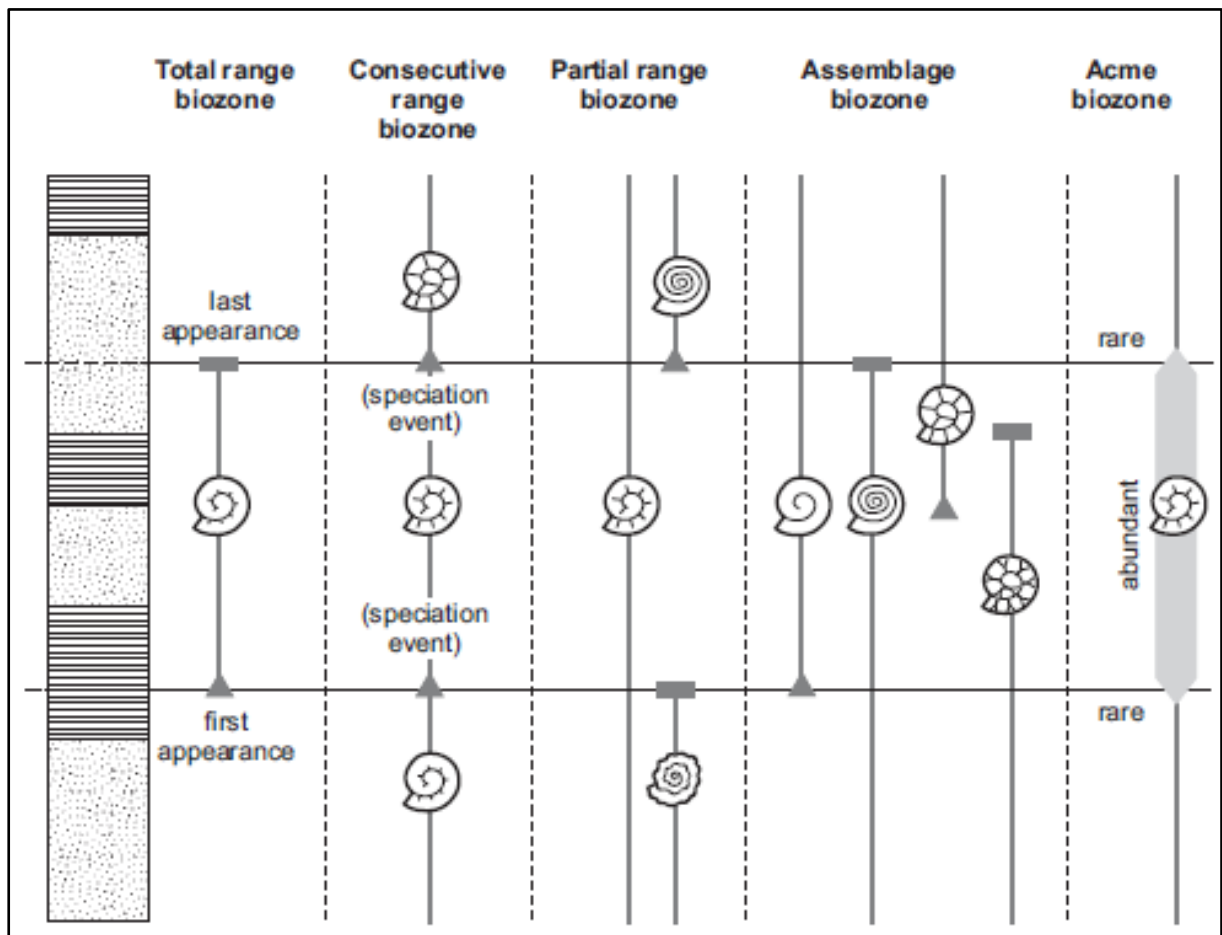 Total range
biozone
Consecutive
range
biozone
Partial range
biozone
Assemblage
biozone
Acme
biozone
last
appearance
(speciation
event)
(speciation
event)
first
appearance
rare
abundant
rare